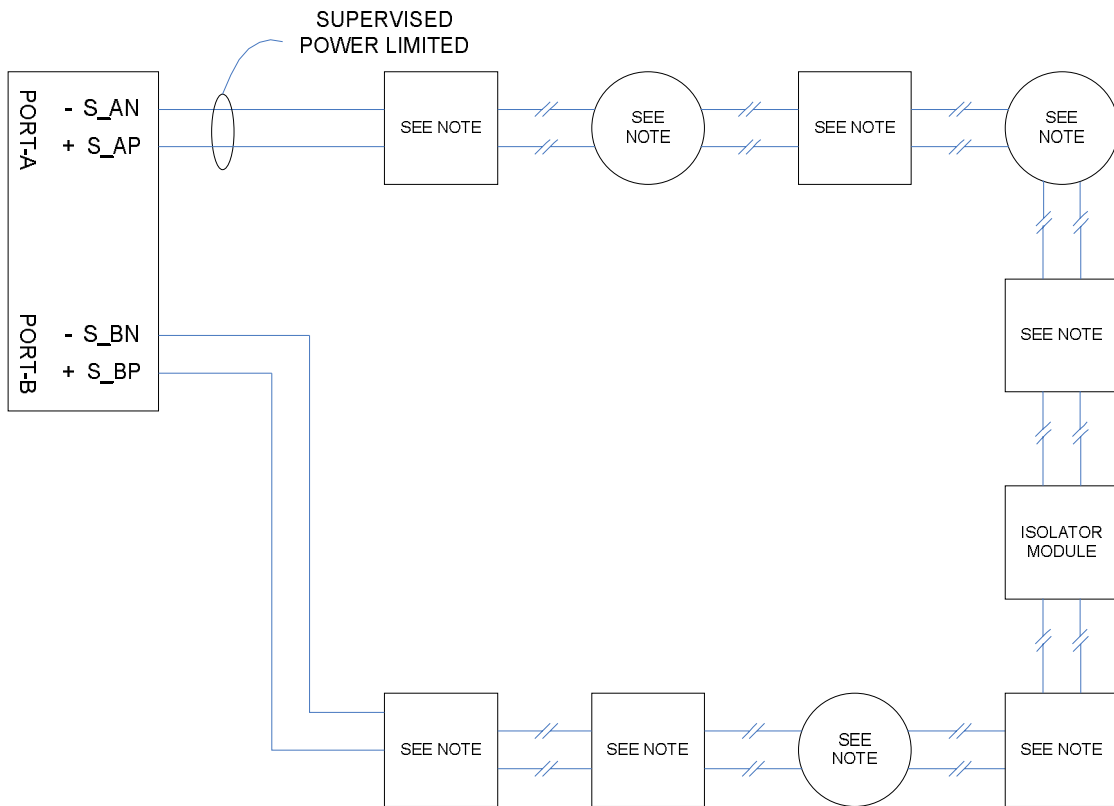 SUPERVISED
POWER LIMITED
PORT-A
- S_AN
+ S_AP
SEE NOTE
SEE
NOTE
SEE NOTE
SEE
NOTE
PORT-B
- S_BN
+ S_BP
SEE NOTE
ISOLATOR
MODULE
SEE NOTE
SEE NOTE
SEE
NOTE
SEE NOTE